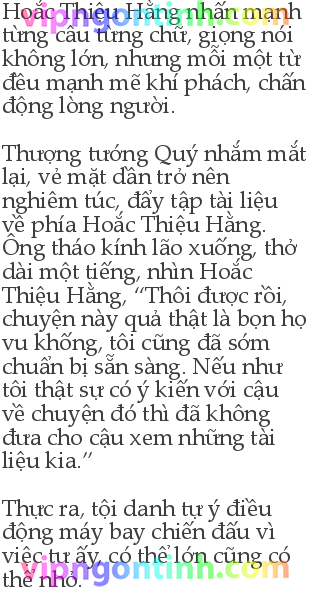 Hoắc Thiệu Hằng nhấn mạnh
từng câu từng chữ, giọng nói
không lớn, nhưng mỗi một từ
đều mạnh mẽ khí phách, chấn
động lòng người.
Thượng tướng Quý nhắm mắt
lại, vẻ mặt dần trở nên
nghiêm túc, đẩy tập tài liệu
về phía Hoắc Thiệu Hằng.
Ông tháo kính lão xuống, thở
dài một tiếng, nhìn Hoắc
Thiệu Hằng, “Thôi được rồi,
chuyện này quả thật là bọn họ
vu khống, tôi cũng đã sớm
chuẩn bị sẵn sàng. Nếu như
tôi thật sự có ý kiến với cậu
về chuyện đó thì đã không
đưa cho cậu xem những tài
liệu kia.”
Thực ra, tội danh tự ý điều
động máy bay chiến đấu vì
việc tư ấy, có thể lớn cũng có
thể nhỏ.
vipngontinh.com
vipngontinh.com